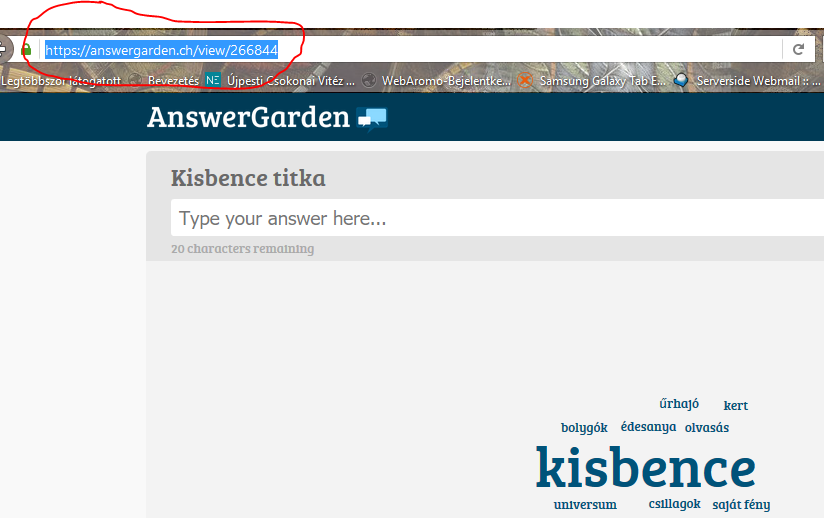 https://answergarden.ch/view/266844
Legtöbbször látogatott Bevezetés NE Újpesti Csokonai Vitéz ... WebAromo-Bejelentke... Samsung Galaxy Tab E... Serverside Webmail :: ...
AnswerGarden
Kisbence titka
Type your answer here...
20 characters remaining
űrhajó kert
bolygók édesanya olvasás
kisbence
universum csillagok saját fény